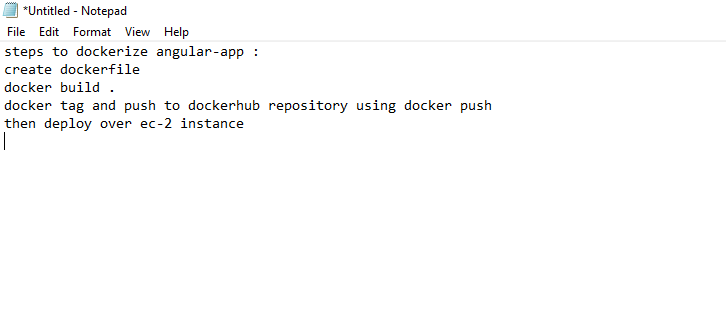 *Untitled - Notepad
File Edit Format View Help
steps to dockerize angular-app :
create dockerfile
docker build .
docker tag and push to dockerhub repository using docker push
then deploy over ec-2 instance